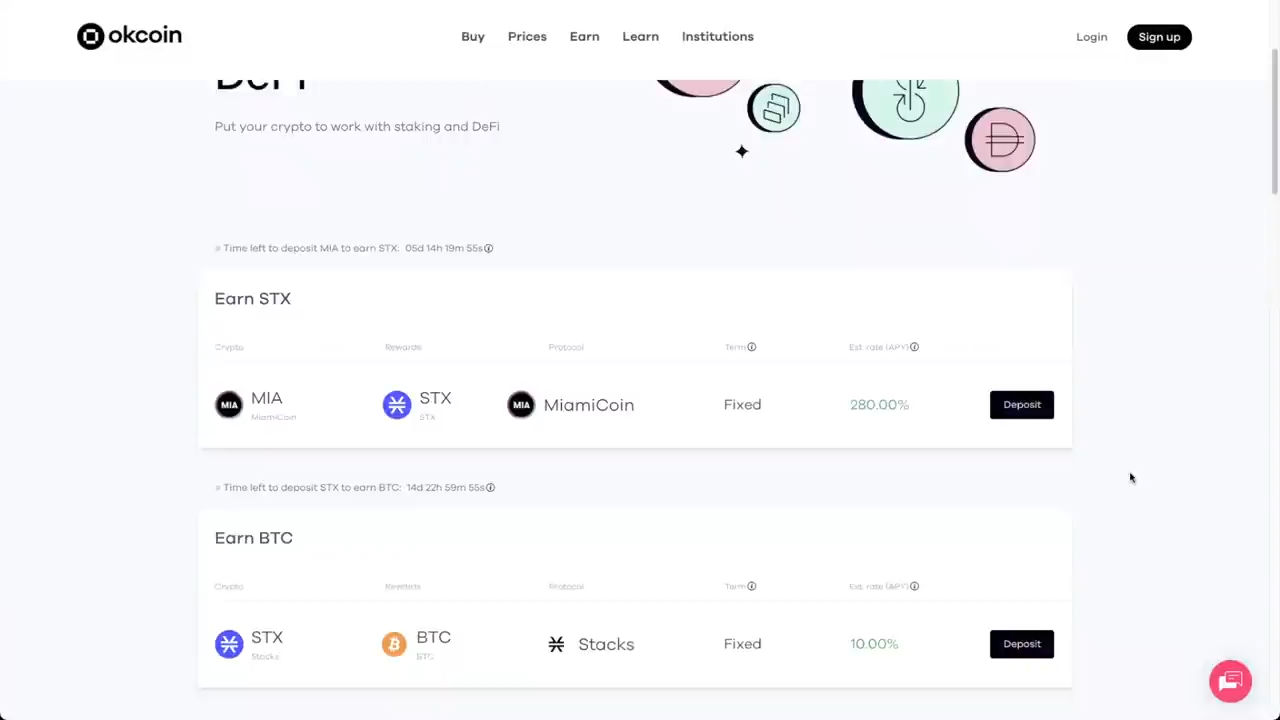 okcoin
Buy Prices Earn Learn Institutions
Login Sign up
DeFi
Put your crypto to work with staking and DeFi
Time left to deposit MIA to earn STX: 05d 14h 19m 55s
Earn STX
Crypto Rewards Protocol Term Est. rate (APY)
MIA MIA STX MIA MiamiCoin Fixed 280.00% Deposit
MiamiCoin STX
Time left to deposit STX to earn BTC: 14d 22h 59m 55s
Earn BTC
Crypto Rewards Protocol Term Est. rate (APY)
STX BTC Stacks Fixed 10.00% Deposit
Stacks BTC